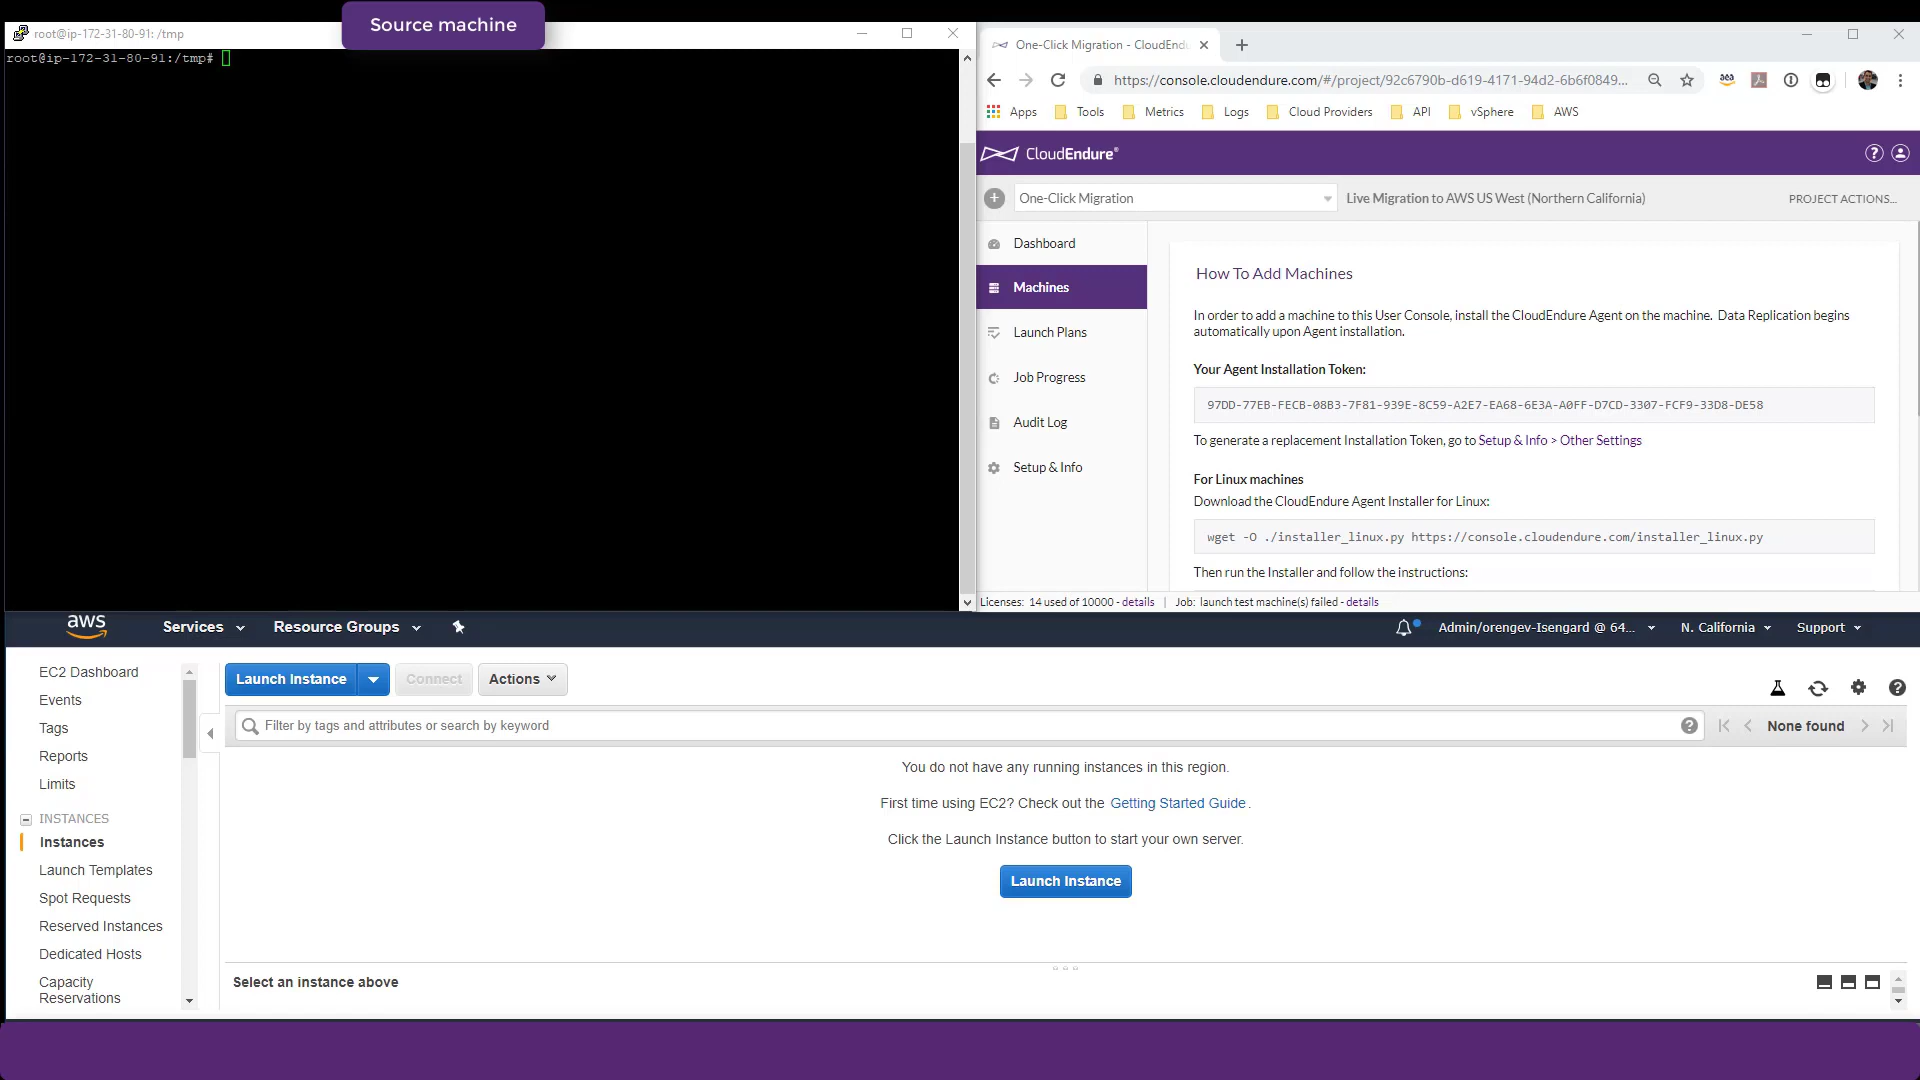 Source machine
root@ip-172-31-80-91: /tmp
root@ip-172-31-80-91:/tmp#
One-Click Migration - CloudEndu
https://console.cloudendure.com/#/project/92c6790b-d619-4171-94d2-6b6f0849...
Apps Tools Metrics Logs Cloud Providers API vSphere AWS
CloudEndure®
One-Click Migration
Live Migration to AWS US West (Northern California)
PROJECT ACTIONS...
Dashboard
Machines
Launch Plans
Job Progress
Audit Log
Setup & Info
How To Add Machines
In order to add a machine to this User Console, install the CloudEndure Agent on the machine. Data Replication begins
automatically upon Agent installation.
Your Agent Installation Token:
97DD-77EB-FECB-08B3-7F81-939E-8C59-A2E7-EA68-6E3A-A0FF-D7CD-3307-FCF9-33D8-DE58
To generate a replacement Installation Token, go to Setup & Info > Other Settings
For Linux machines
Download the CloudEndure Agent Installer for Linux:
wget -O ./installer_linux.py https://console.cloudendure.com/installer_linux.py
Then run the Installer and follow the instructions:
Licenses: 14 used of 10000 - details | Job: launch test machine(s) failed - details
aws
Services
Resource Groups
Admin/orengev-Isengard @ 64...
N. California
Support
EC2 Dashboard
Events
Tags
Reports
Limits
INSTANCES
Instances
Launch Templates
Spot Requests
Reserved Instances
Dedicated Hosts
Capacity
Reservations
Launch Instance
Connect
Actions
Filter by tags and attributes or search by keyword
None found
You do not have any running instances in this region.
First time using EC2? Check out the Getting Started Guide.
Click the Launch Instance button to start your own server.
Launch Instance
Select an instance above